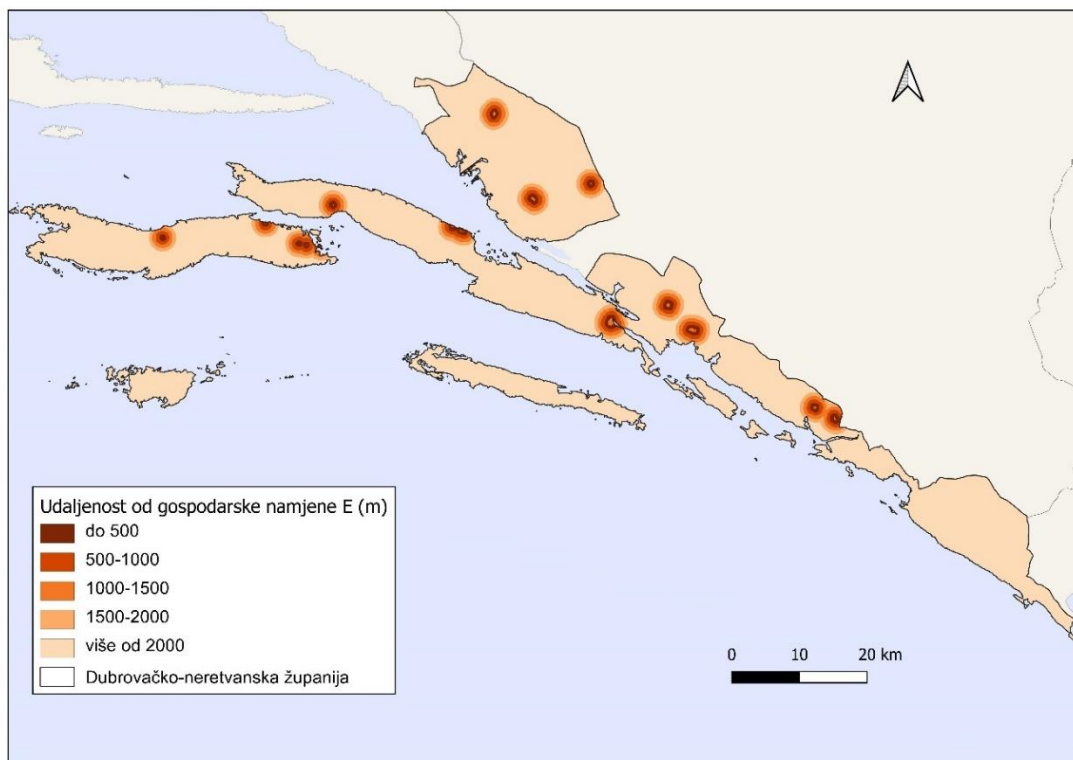 Udaljenost od gospodarske namjene E (m)
do 500
500-1000
1000-1500
1500-2000
više od 2000
Dubrovačko-neretvanska županija
0 10 20 km